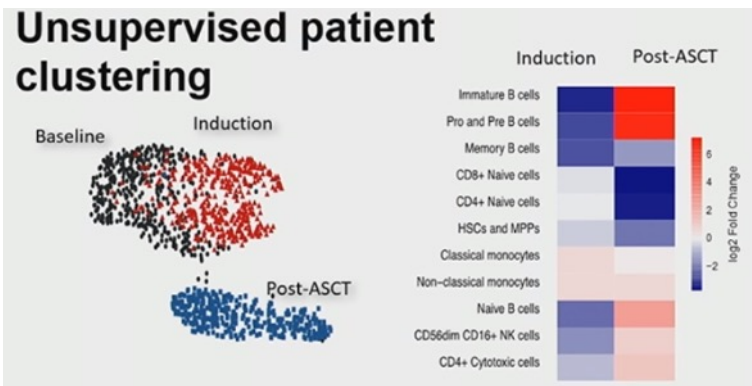 Unsupervised patient
clustering
Baseline
Induction
Post-ASCT
Induction
Post-ASCT
Immature B cells
Pro and Pre B cells
Memory B cells
CD8+ Naive cells
CD4+ Naive cells
HSCs and MPPs
Classical monocytes
Non-classical monocytes
Naive B cells
CD56dim CD16+ NK cells
CD4+ Cytotoxic cells
6
4
2
0
−2
log2 Fold Change